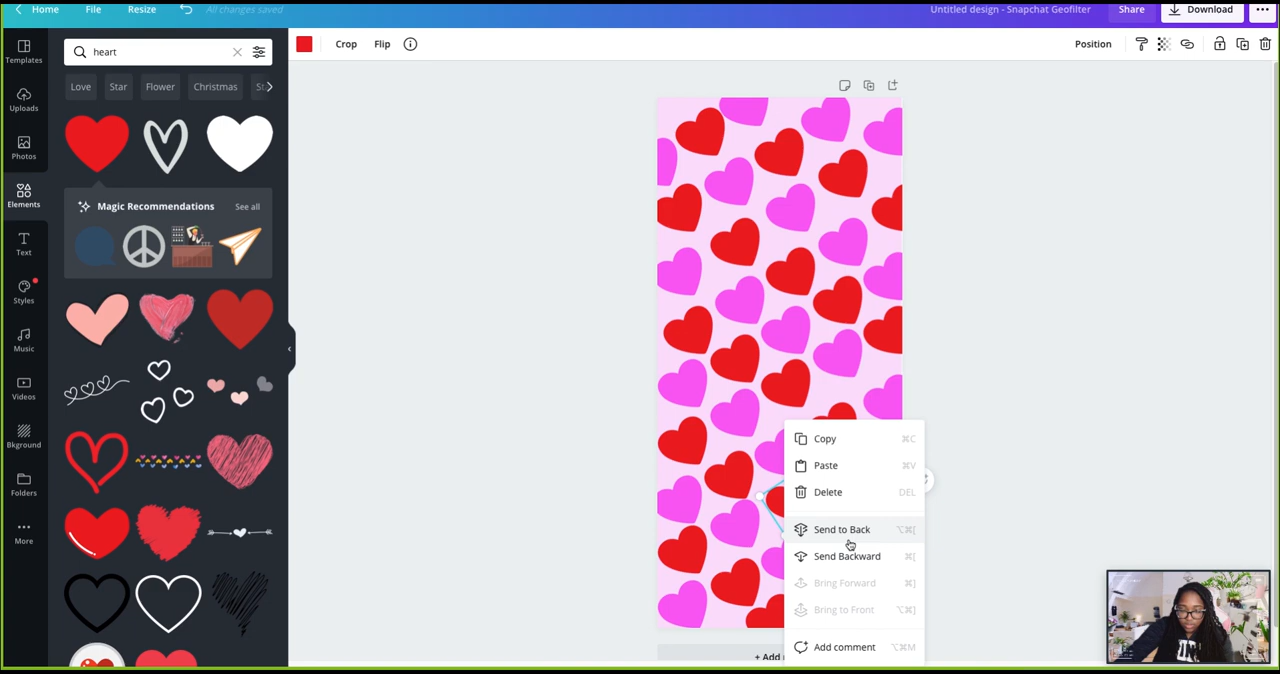 Home File Resize All changes saved Untitled design - Snapchat Geofilter Share Download
heart
Crop Flip Position
Love Star Flower Christmas
Magic Recommendations See all
Templates
Uploads
Photos
Elements
Text
Styles
Music
Videos
Bkground
Folders
More
Copy ⌘C
Paste ⌘V
Delete DEL
Send to Back ⌥⌘[
Send Backward ⌘[
Bring Forward ⌘]
Bring to Front ⌥⌘]
Add comment ⌥⌘M
+ Add